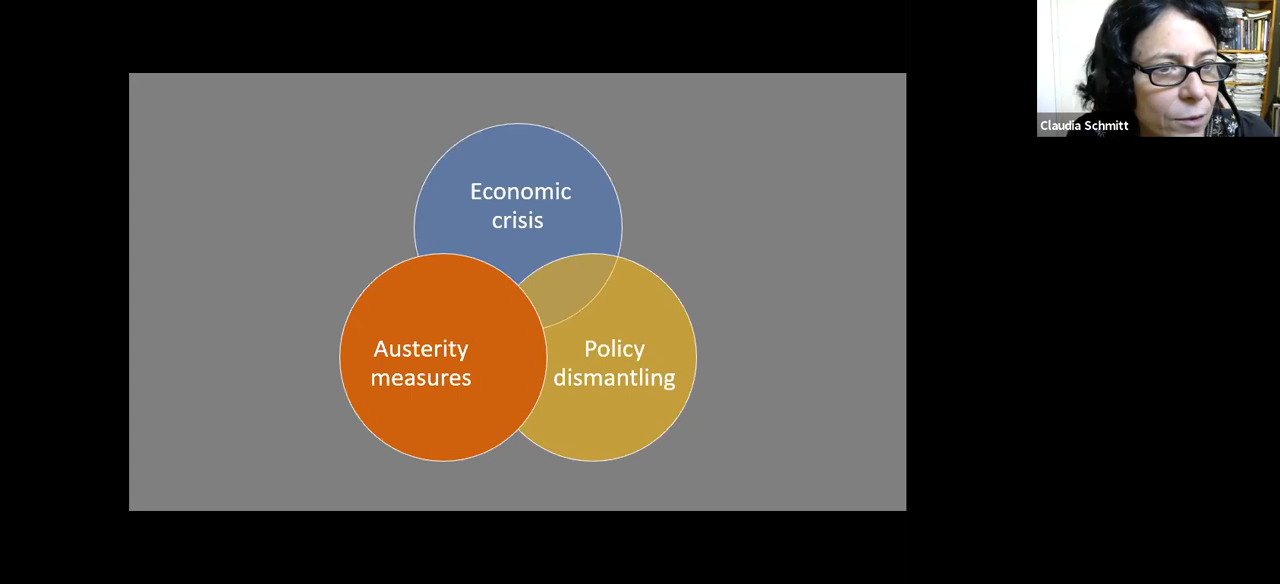 Economic
crisis
Austerity
measures
Policy
dismantling
Claudia Schmitt